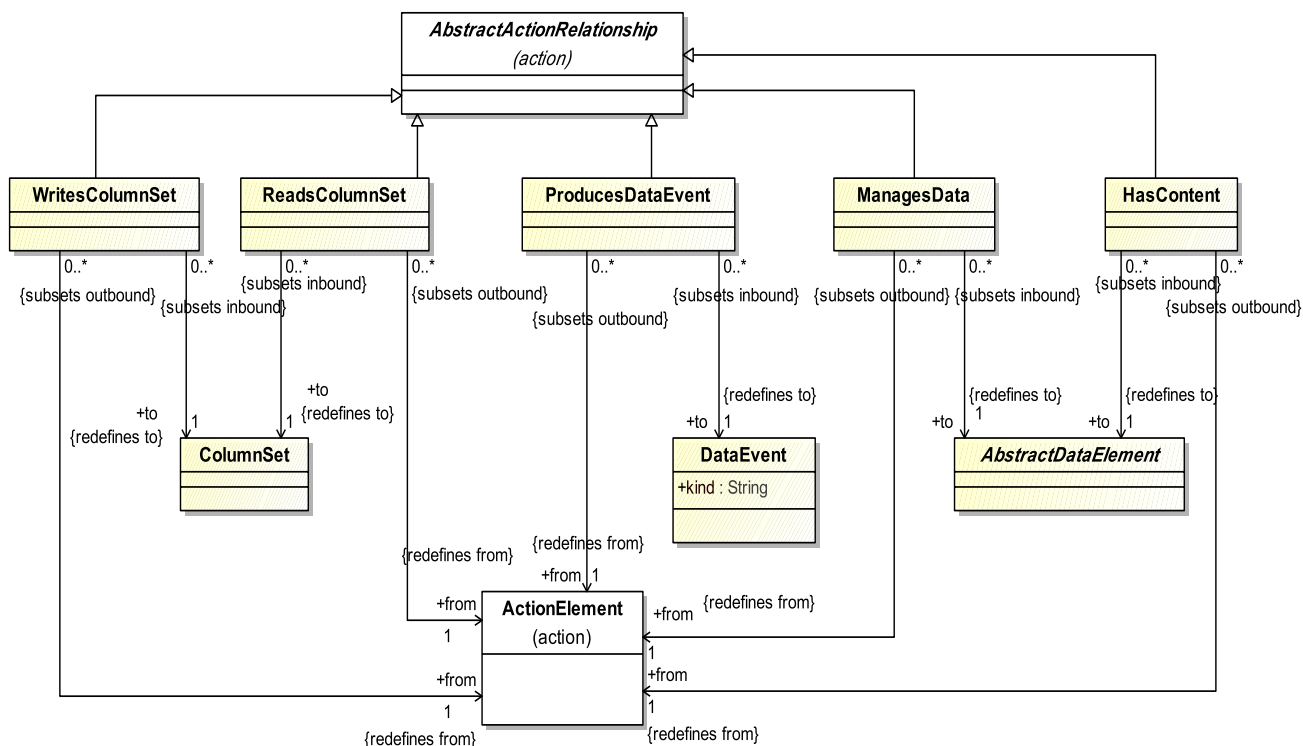 AbstractActionRelationship
(action)
WritesColumnSet
ReadsColumnSet
ProducesDataEvent
ManagesData
HasContent
0..*
0..*
0..*
0..*
0..*
0..*
0..*
0..*
0..*
0..*
{subsets outbound}
{subsets inbound}
{subsets inbound}
{subsets outbound}
{subsets outbound}
{subsets inbound}
{subsets outbound}
{subsets inbound}
{subsets inbound}
{subsets outbound}
+to
{redefines to}
1
+to
{redefines to}
1
{redefines to}
+to
1
{redefines to}
+to
1
{redefines to}
+to
1
ColumnSet
DataEvent
+kind : String
AbstractDataElement
{redefines from}
{redefines from}
+from
1
+from
1
ActionElement
(action)
+from
{redefines from}
1
+from
1
{redefines from}
+from
1
{redefines from}